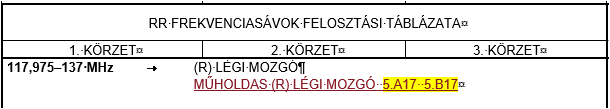 RR FREKVENCIASÁVOK FELOSZTÁSI TÁBLÁZATA¤
1. KÖRZET¤ 2. KÖRZET¤ 3. KÖRZET¤
117,975–137 MHz → (R) LÉGI MOZGÓ¶
MŰHOLDAS (R) LÉGI MOZGÓ 5.A17 5.B17¤